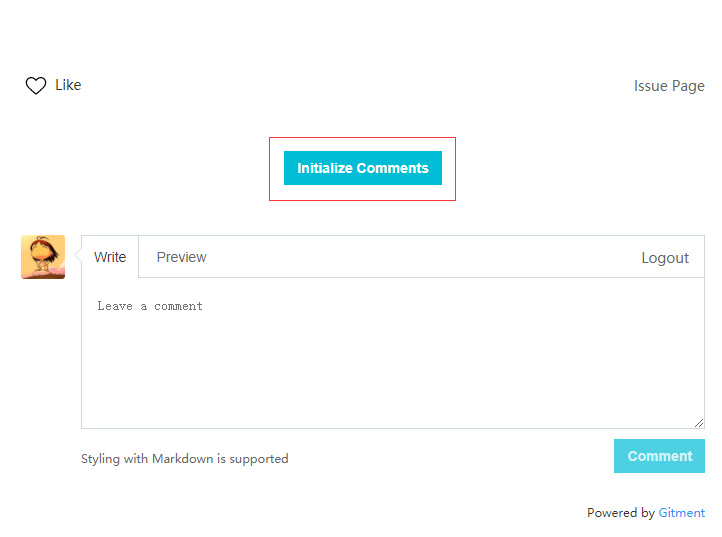 Like
Issue Page
Initialize Comments
Write
Preview
Logout
Leave a comment
Styling with Markdown is supported
Comment
Powered by Gitment